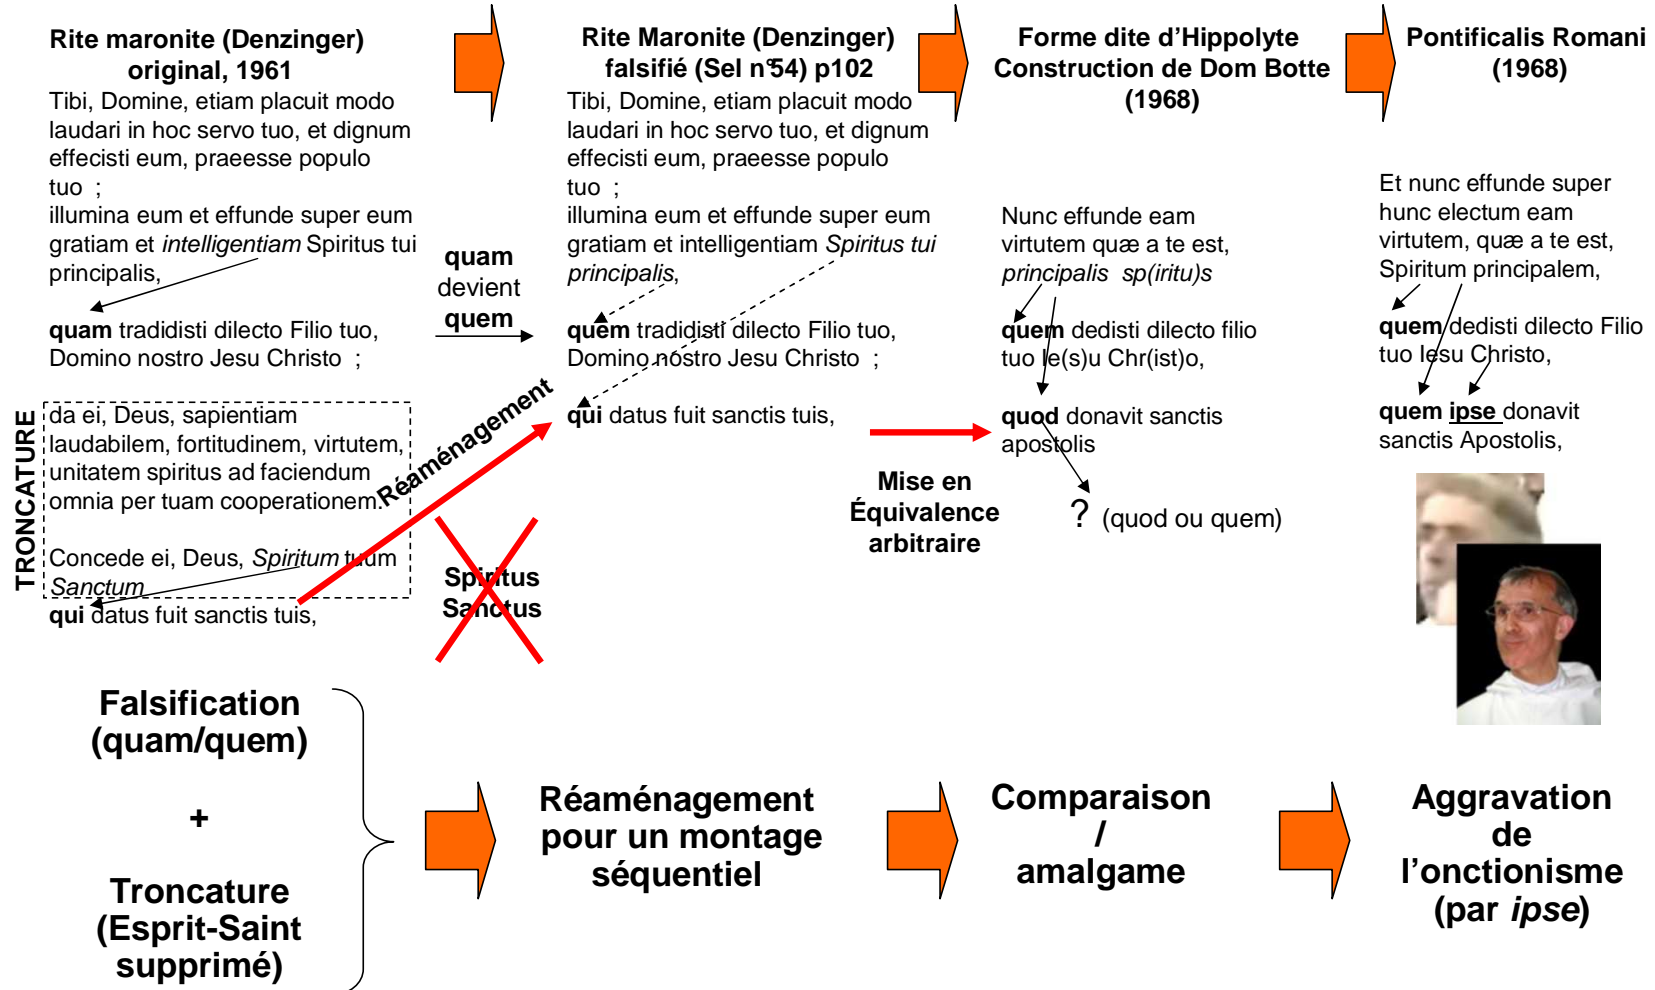 Rite maronite (Denzinger)
original, 1961
Tibi, Domine, etiam placuit modo
laudari in hoc servo tuo, et dignum
effecisti eum, praeesse populo
tuo ;
illumina eum et effunde super eum
gratiam et intelligentiam Spiritus tui
principalis,
quam tradidisti dilecto Filio tuo,
Domino nostro Jesu Christo ;
TRONCATURE
da ei, Deus, sapientiam
laudabilem, fortitudinem, virtutem,
unitatem spiritus ad faciendum
omnia per tuam cooperationem.
Concede ei, Deus, Spiritum tuum
Sanctum
qui datus fuit sanctis tuis,
quam
devient
quem
Réaménagement
Spiritus
Sanctus
Rite Maronite (Denzinger)
falsifié (Sel n°54) p102
Tibi, Domine, etiam placuit modo
laudari in hoc servo tuo, et dignum
effecisti eum, praeesse populo
tuo ;
illumina eum et effunde super eum
gratiam et intelligentiam Spiritus tui
principalis,
quem tradidisti dilecto Filio tuo,
Domino nostro Jesu Christo ;
qui datus fuit sanctis tuis,
Mise en
Équivalence
arbitraire
Forme dite d'Hippolyte
Construction de Dom Botte
(1968)
Nunc effunde eam
virtutem quæ a te est,
principalis sp(iritu)s
quem dedisti dilecto filio
tuo Ie(s)u Chr(ist)o,
quod donavit sanctis
apostolis
? (quod ou quem)
Pontificalis Romani
(1968)
Et nunc effunde super
hunc electum eam
virtutem, quæ a te est,
Spiritum principalem,
quem dedisti dilecto Filio
tuo Iesu Christo,
quem ipse donavit
sanctis Apostolis,
Falsification
(quam/quem)
+
Troncature
(Esprit-Saint
supprimé)
Réaménagement
pour un montage
séquentiel
Comparaison
/
amalgame
Aggravation
de
l'onctionisme
(par ipse)